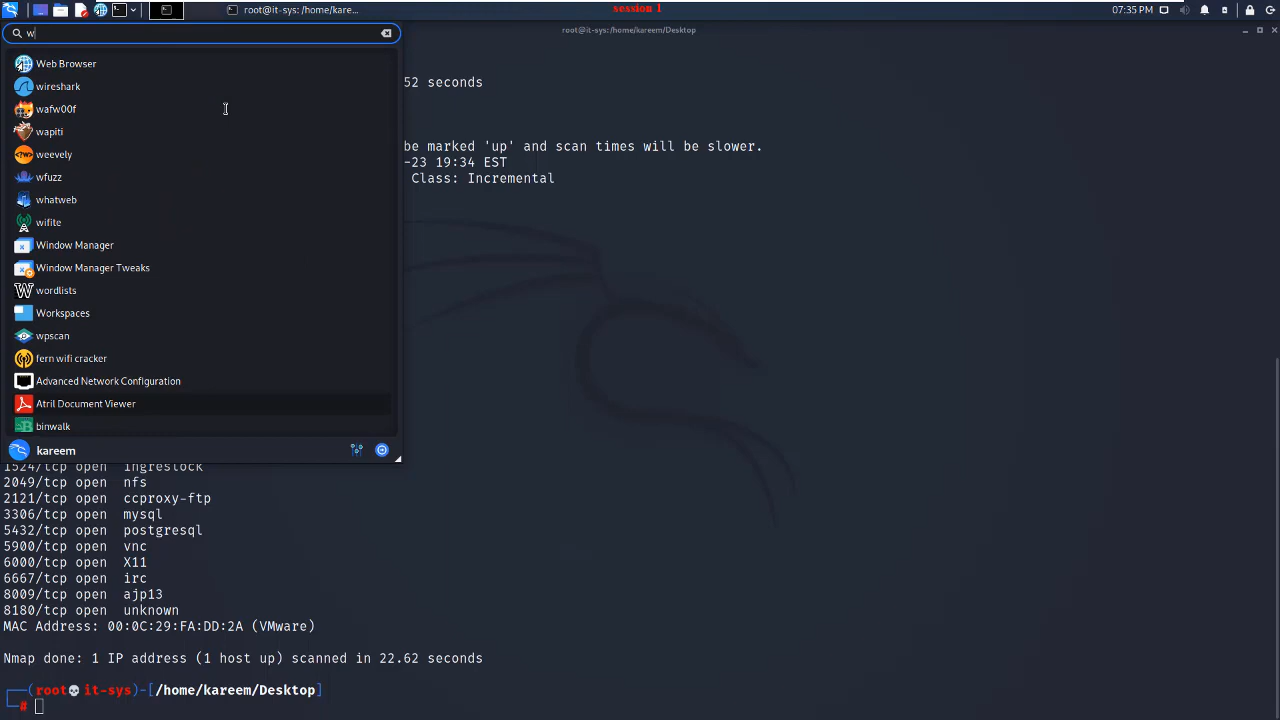 root@it-sys: /home/karee...
session 1
07:35 PM
w
root@it-sys: /home/kareem/Desktop
Web Browser
wireshark
wafw00f
wapiti
weevely
wfuzz
whatweb
wifite
Window Manager
Window Manager Tweaks
wordlists
Workspaces
wpscan
fern wifi cracker
Advanced Network Configuration
Atril Document Viewer
binwalk
kareem
52 seconds
be marked 'up' and scan times will be slower.
-23 19:34 EST
Class: Incremental
1524/tcp open  ingreslock
2049/tcp open  nfs
2121/tcp open  ccproxy-ftp
3306/tcp open  mysql
5432/tcp open  postgresql
5900/tcp open  vnc
6000/tcp open  X11
6667/tcp open  irc
8009/tcp open  ajp13
8180/tcp open  unknown
MAC Address: 00:0C:29:FA:DD:2A (VMware)
Nmap done: 1 IP address (1 host up) scanned in 22.62 seconds
(root💀it-sys)-[/home/kareem/Desktop]
#